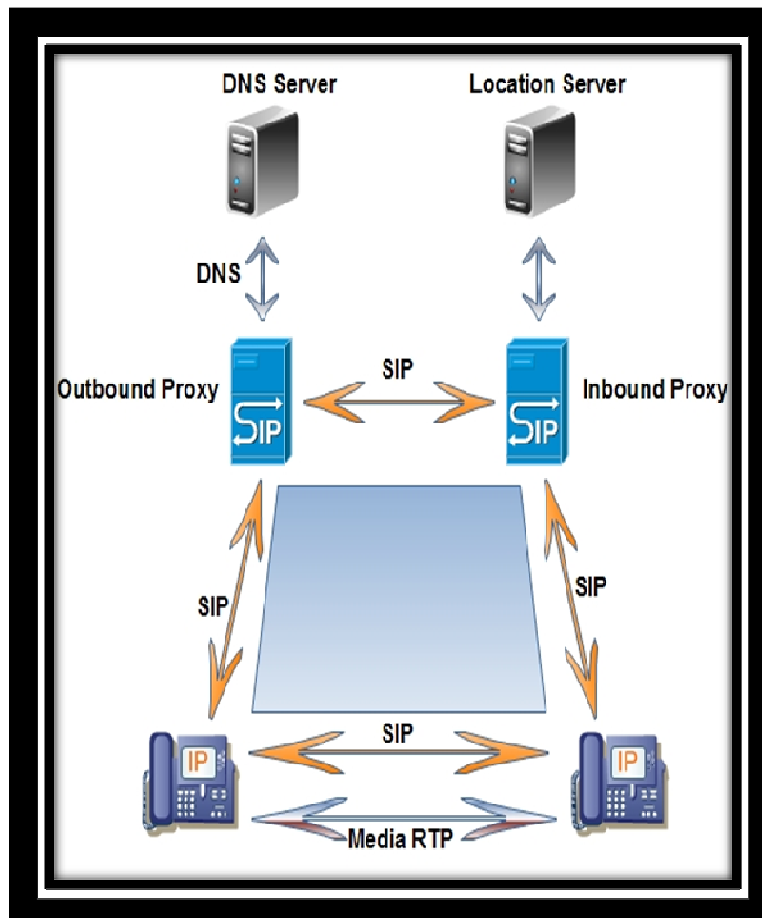 DNS Server
Location Server
DNS
SIP
Outbound Proxy
Inbound Proxy
SIP
SIP
SIP
SIP
SIP
IP
IP
Media RTP